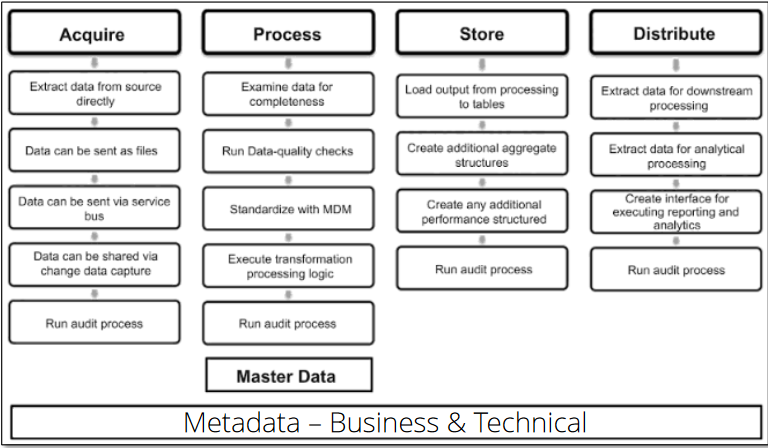 Acquire
Extract data from source
directly
Data can be sent as files
Data can be sent via service
bus
Data can be shared via
change data capture
Run audit process
Process
Examine data for
completeness
Run Data-quality checks
Standardize with MDM
Execute transformation
processing logic
Run audit process
Master Data
Store
Load output from processing
to tables
Create additional aggregate
structures
Create any additional
performance structured
Run audit process
Distribute
Extract data for downstream
processing
Extract data for analytical
processing
Create interface for
executing reporting and
analytics
Run audit process
Metadata – Business & Technical